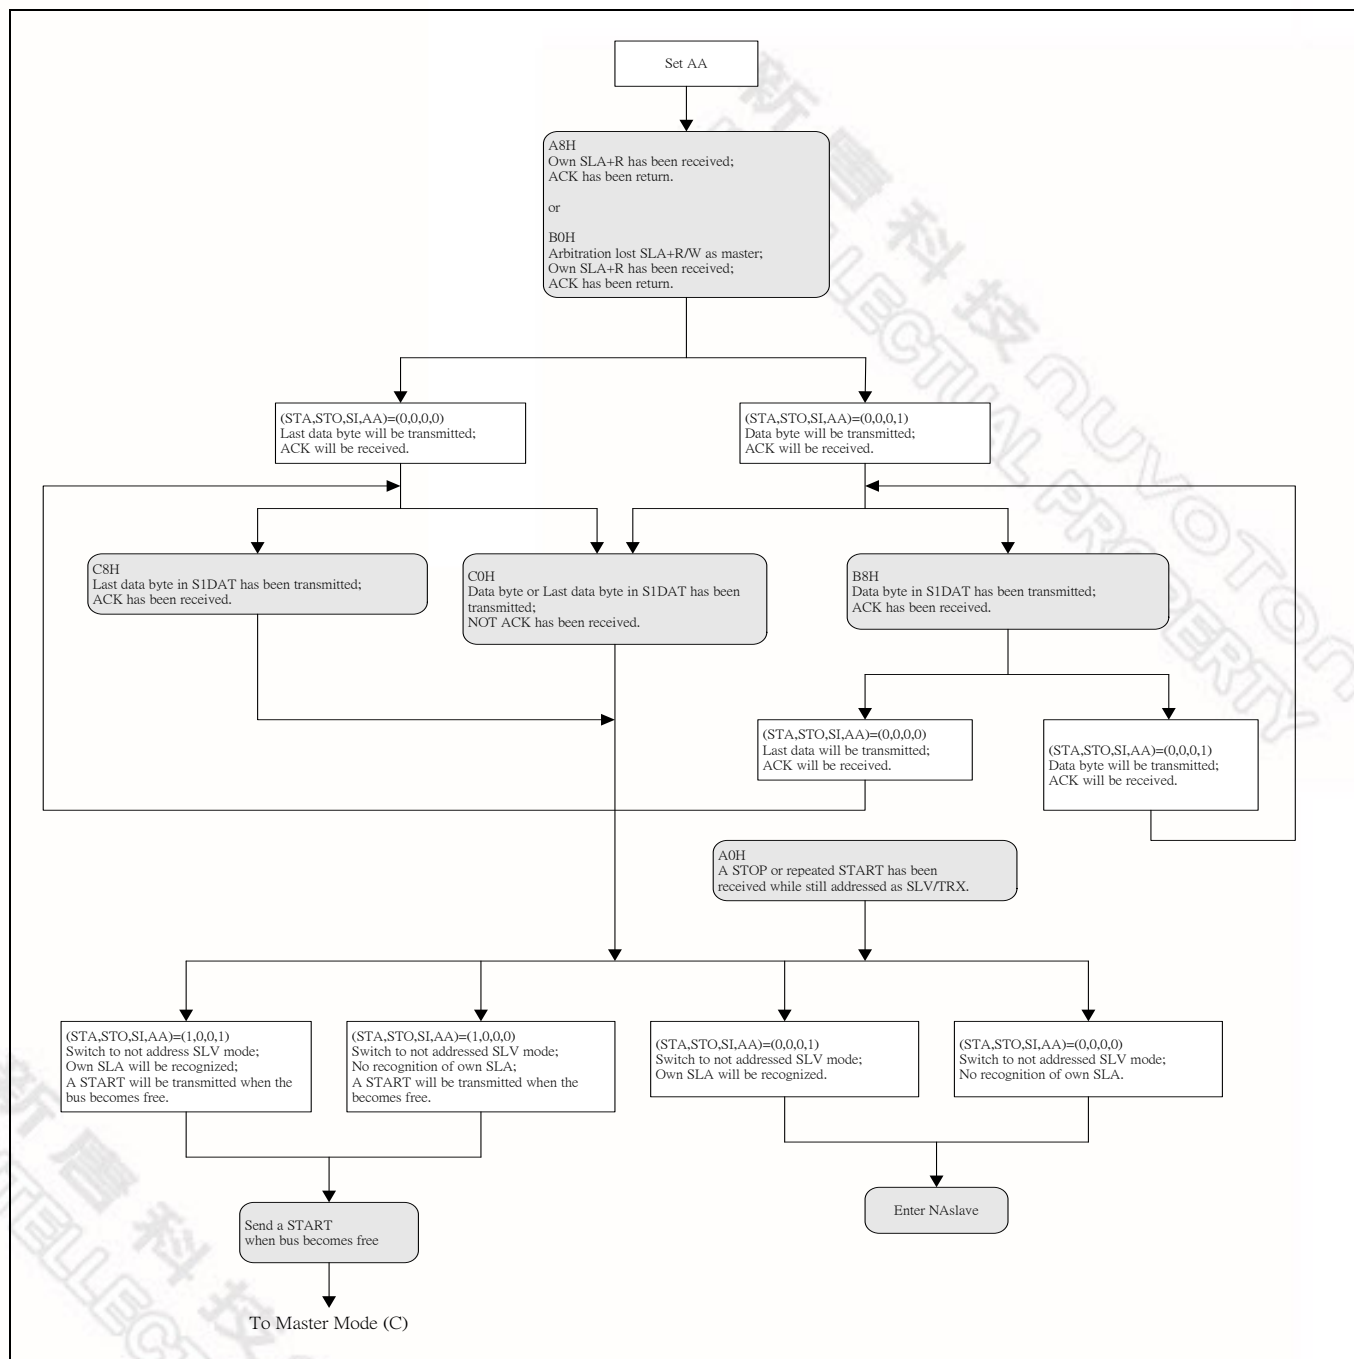 Set AA
A8H
Own SLA+R has been received;
ACK has been return.
or
B0H
Arbitration lost SLA+R/W as master;
Own SLA+R has been received;
ACK has been return.
(STA,STO,SI,AA)=(0,0,0,0)
Last data byte will be transmitted;
ACK will be received.
(STA,STO,SI,AA)=(0,0,0,1)
Data byte will be transmitted;
ACK will be received.
C8H
Last data byte in S1DAT has been transmitted;
ACK has been received.
C0H
Data byte or Last data byte in S1DAT has been
transmitted;
NOT ACK has been received.
B8H
Data byte in S1DAT has been transmitted;
ACK has been received.
(STA,STO,SI,AA)=(0,0,0,0)
Last data will be transmitted;
ACK will be received.
(STA,STO,SI,AA)=(0,0,0,1)
Data byte will be transmitted;
ACK will be received.
A0H
A STOP or repeated START has been
received while still addressed as SLV/TRX.
(STA,STO,SI,AA)=(1,0,0,1)
Switch to not address SLV mode;
Own SLA will be recognized;
A START will be transmitted when the
bus becomes free.
(STA,STO,SI,AA)=(1,0,0,0)
Switch to not addressed SLV mode;
No recognition of own SLA;
A START will be transmitted when the
becomes free.
(STA,STO,SI,AA)=(0,0,0,1)
Switch to not addressed SLV mode;
Own SLA will be recognized.
(STA,STO,SI,AA)=(0,0,0,0)
Switch to not addressed SLV mode;
No recognition of own SLA.
Send a START
when bus becomes free
Enter NAslave
To Master Mode (C)
新唐科技 nuvoton
INTELLECTUAL PROPERTY
新唐科技